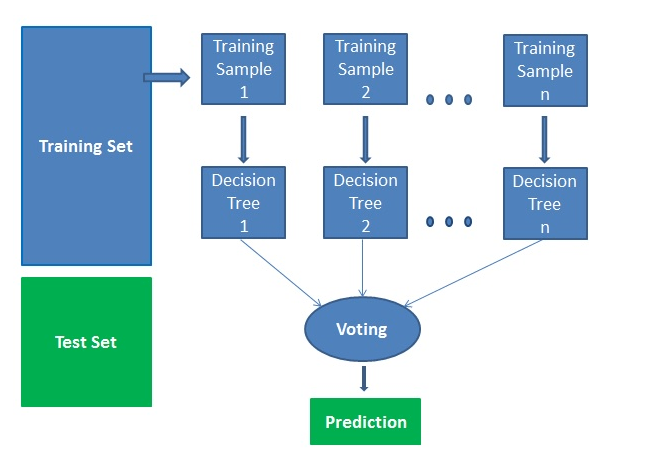 Training Set
Training
Sample
1
Training
Sample
2
Training
Sample
n
Decision
Tree
1
Decision
Tree
2
Decision
Tree
n
Test Set
Voting
Prediction